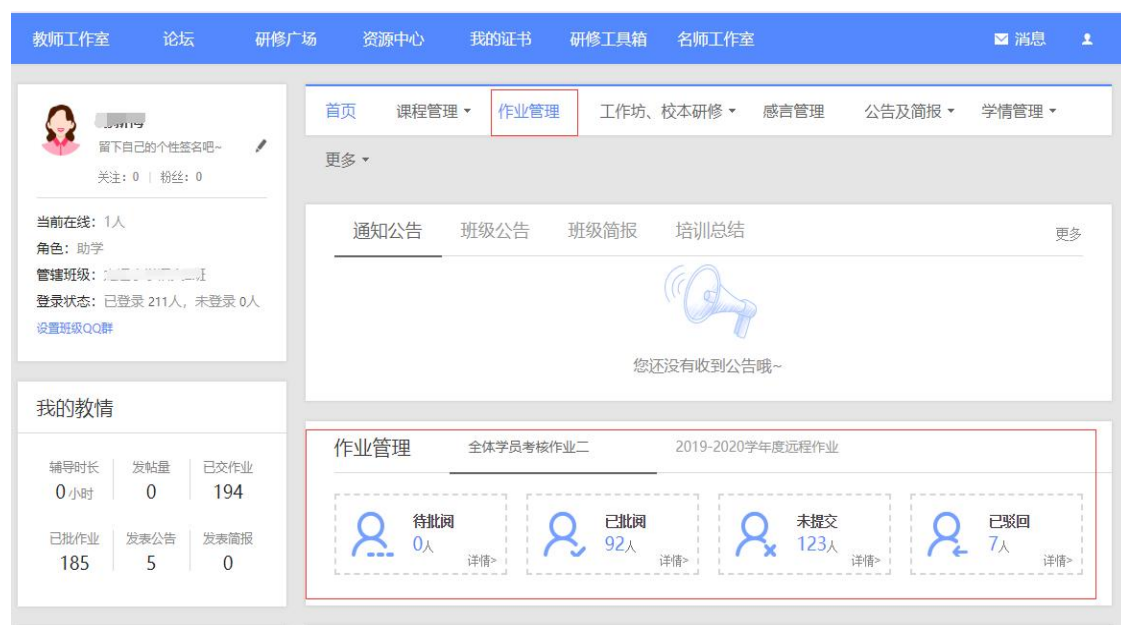 教师工作室 论坛 研修广场 资源中心 我的证书 研修工具箱 名师工作室 消息
留下自己的个性签名吧~
关注：0 | 粉丝：0
当前在线：1人
角色：助学
管辖班级：
登录状态：已登录 211人，未登录 0人
设置班级QQ群
我的教情
辅导时长 发帖量 已交作业
0小时 0 194
已批作业 发表公告 发表简报
185 5 0
首页 课程管理 作业管理 工作坊、校本研修 感言管理 公告及简报 学情管理
更多
通知公告 班级公告 班级简报 培训总结 更多
您还没有收到公告哦~
作业管理 全体学员考核作业二 2019-2020学年度远程作业
待批阅 已批阅 未提交 已驳回
0人 92人 123人 7人
详情> 详情> 详情> 详情>